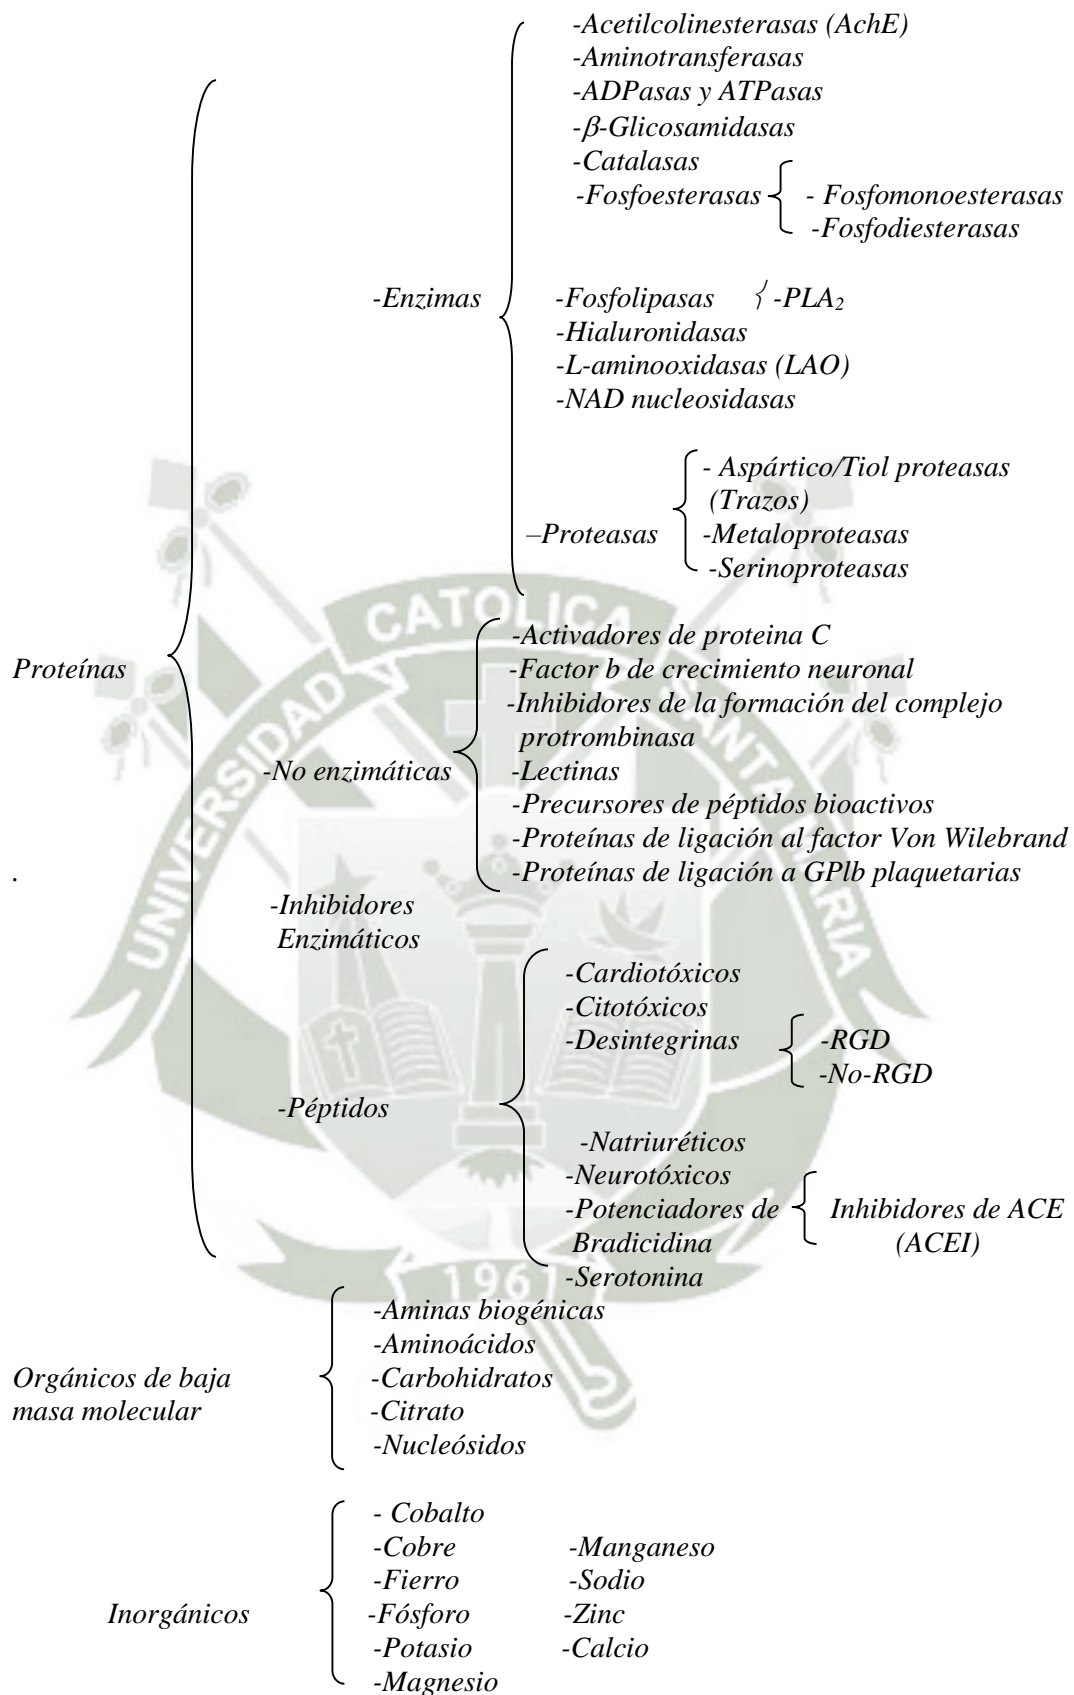 -Acetilcolinesterasas (AchE)
-Aminotransferasas
-ADPasas y ATPasas
-β-Glicosamidasas
-Catalasas
-Fosfoesterasas
- Fosfomonoesterasas
-Fosfodiesterasas
-Enzimas
-Fosfolipasas
-PLA₂
-Hialuronidasas
-L-aminooxidasas (LAO)
-NAD nucleosidasas
–Proteasas
- Aspártico/Tiol proteasas
(Trazos)
-Metaloproteasas
-Serinoproteasas
Proteínas
-No enzimáticas
-Activadores de proteina C
-Factor b de crecimiento neuronal
-Inhibidores de la formación del complejo
protrombinasa
-Lectinas
-Precursores de péptidos bioactivos
-Proteínas de ligación al factor Von Wilebrand
-Proteínas de ligación a GPlb plaquetarias
.
-Inhibidores
Enzimáticos
-Péptidos
-Cardiotóxicos
-Citotóxicos
-Desintegrinas
-RGD
-No-RGD
-Natriuréticos
-Neurotóxicos
-Potenciadores de
Bradicidina
Inhibidores de ACE
(ACEI)
-Serotonina
Orgánicos de baja
masa molecular
-Aminas biogénicas
-Aminoácidos
-Carbohidratos
-Citrato
-Nucleósidos
Inorgánicos
- Cobalto
-Cobre
-Manganeso
-Fierro
-Sodio
-Fósforo
-Zinc
-Potasio
-Calcio
-Magnesio
UNIVERSIDAD CATOLICA SANTA MARIA
1961